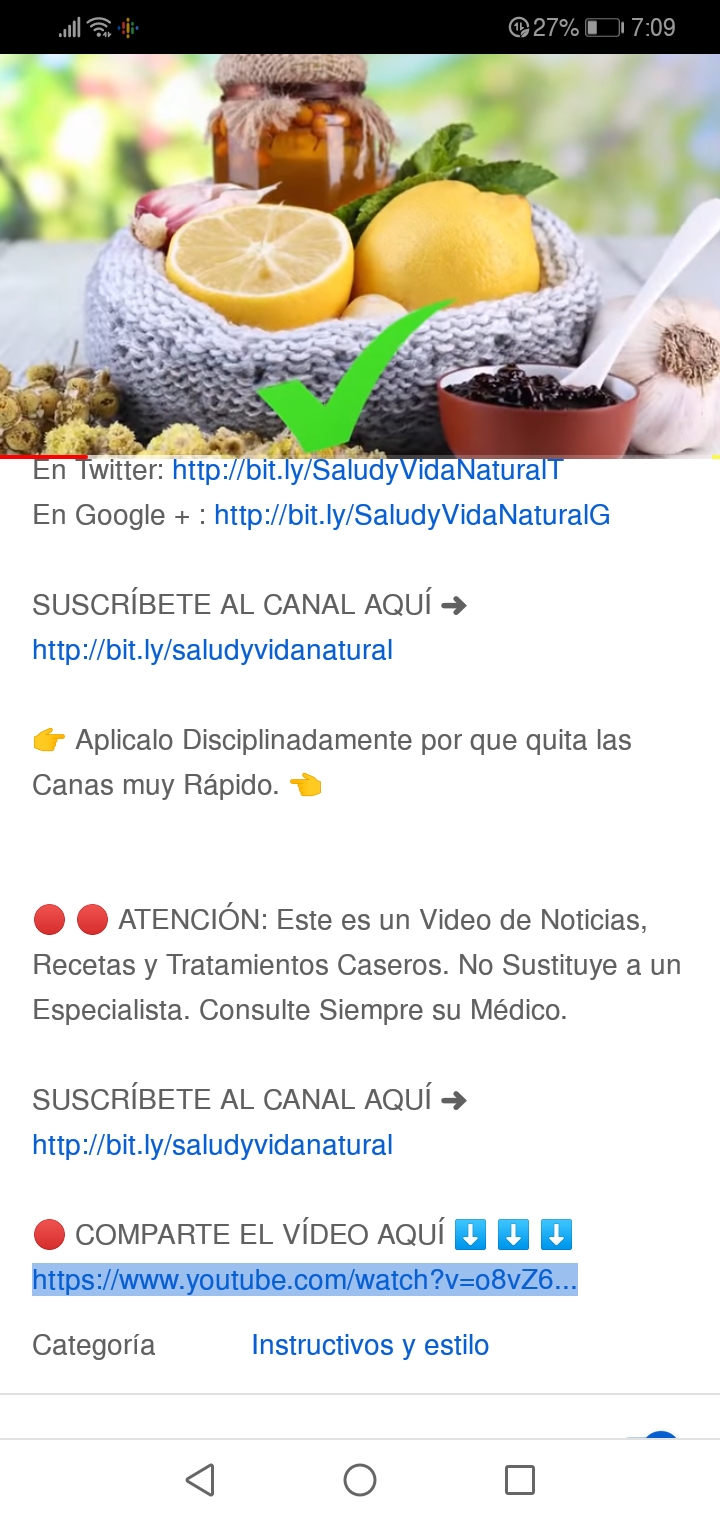 27% 7:09
En Twitter: http://bit.ly/SaludyVidaNaturalT
En Google + : http://bit.ly/SaludyVidaNaturalG
SUSCRÍBETE AL CANAL AQUÍ ➜
http://bit.ly/saludyvidanatural
👉 Aplicalo Disciplinadamente por que quita las
Canas muy Rápido. 👈
🔴 🔴 ATENCIÓN: Este es un Video de Noticias,
Recetas y Tratamientos Caseros. No Sustituye a un
Especialista. Consulte Siempre su Médico.
SUSCRÍBETE AL CANAL AQUÍ ➜
http://bit.ly/saludyvidanatural
🔴 COMPARTE EL VÍDEO AQUÍ ⬇️ ⬇️ ⬇️
https://www.youtube.com/watch?v=o8vZ6...
Categoría Instructivos y estilo